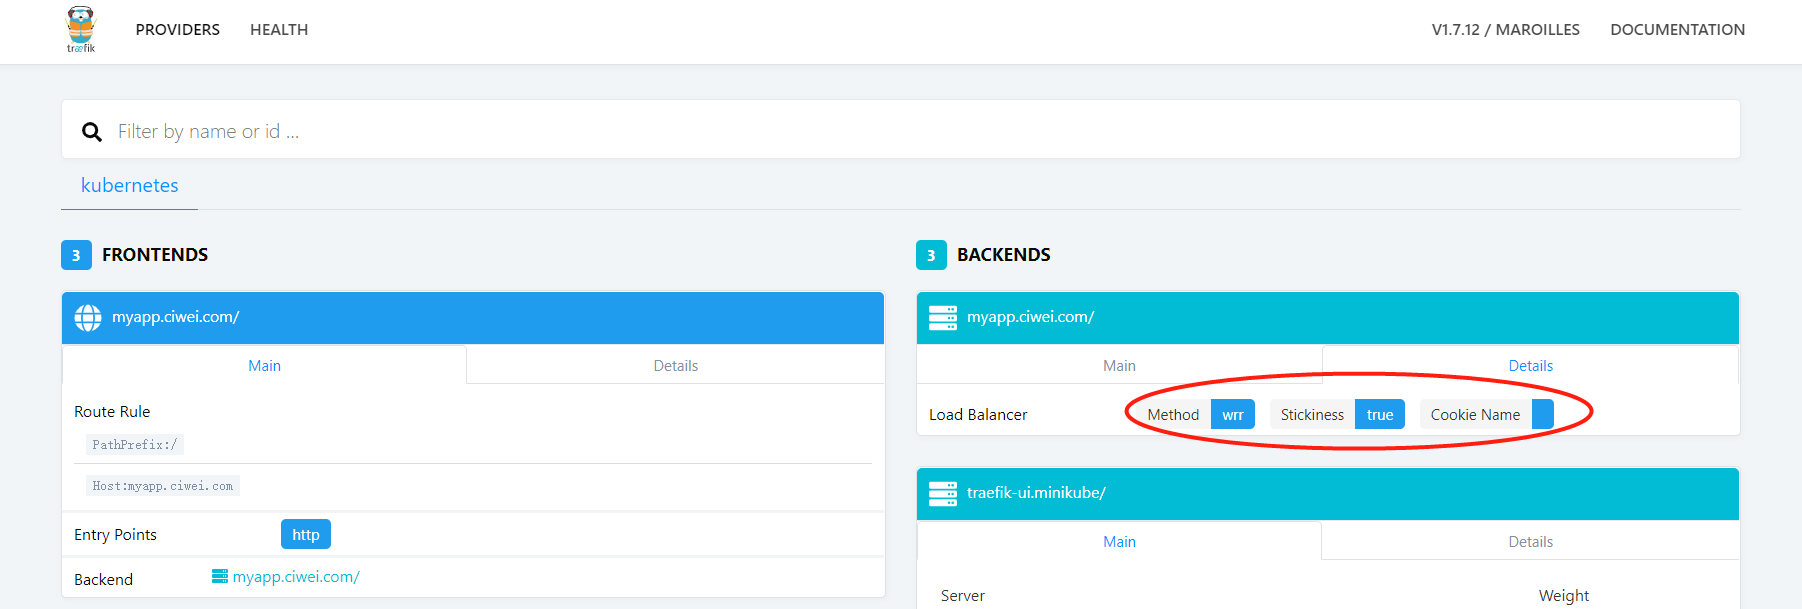 træfik
PROVIDERS
HEALTH
V1.7.12 / MAROILLES
DOCUMENTATION
Filter by name or id ...
kubernetes
3 FRONTENDS
myapp.ciwei.com/
Main
Details
Route Rule
PathPrefix:/
Host:myapp.ciwei.com
Entry Points
http
Backend
myapp.ciwei.com/
3 BACKENDS
myapp.ciwei.com/
Main
Details
Load Balancer
Method wrr
Stickiness true
Cookie Name
traefik-ui.minikube/
Main
Details
Server
Weight